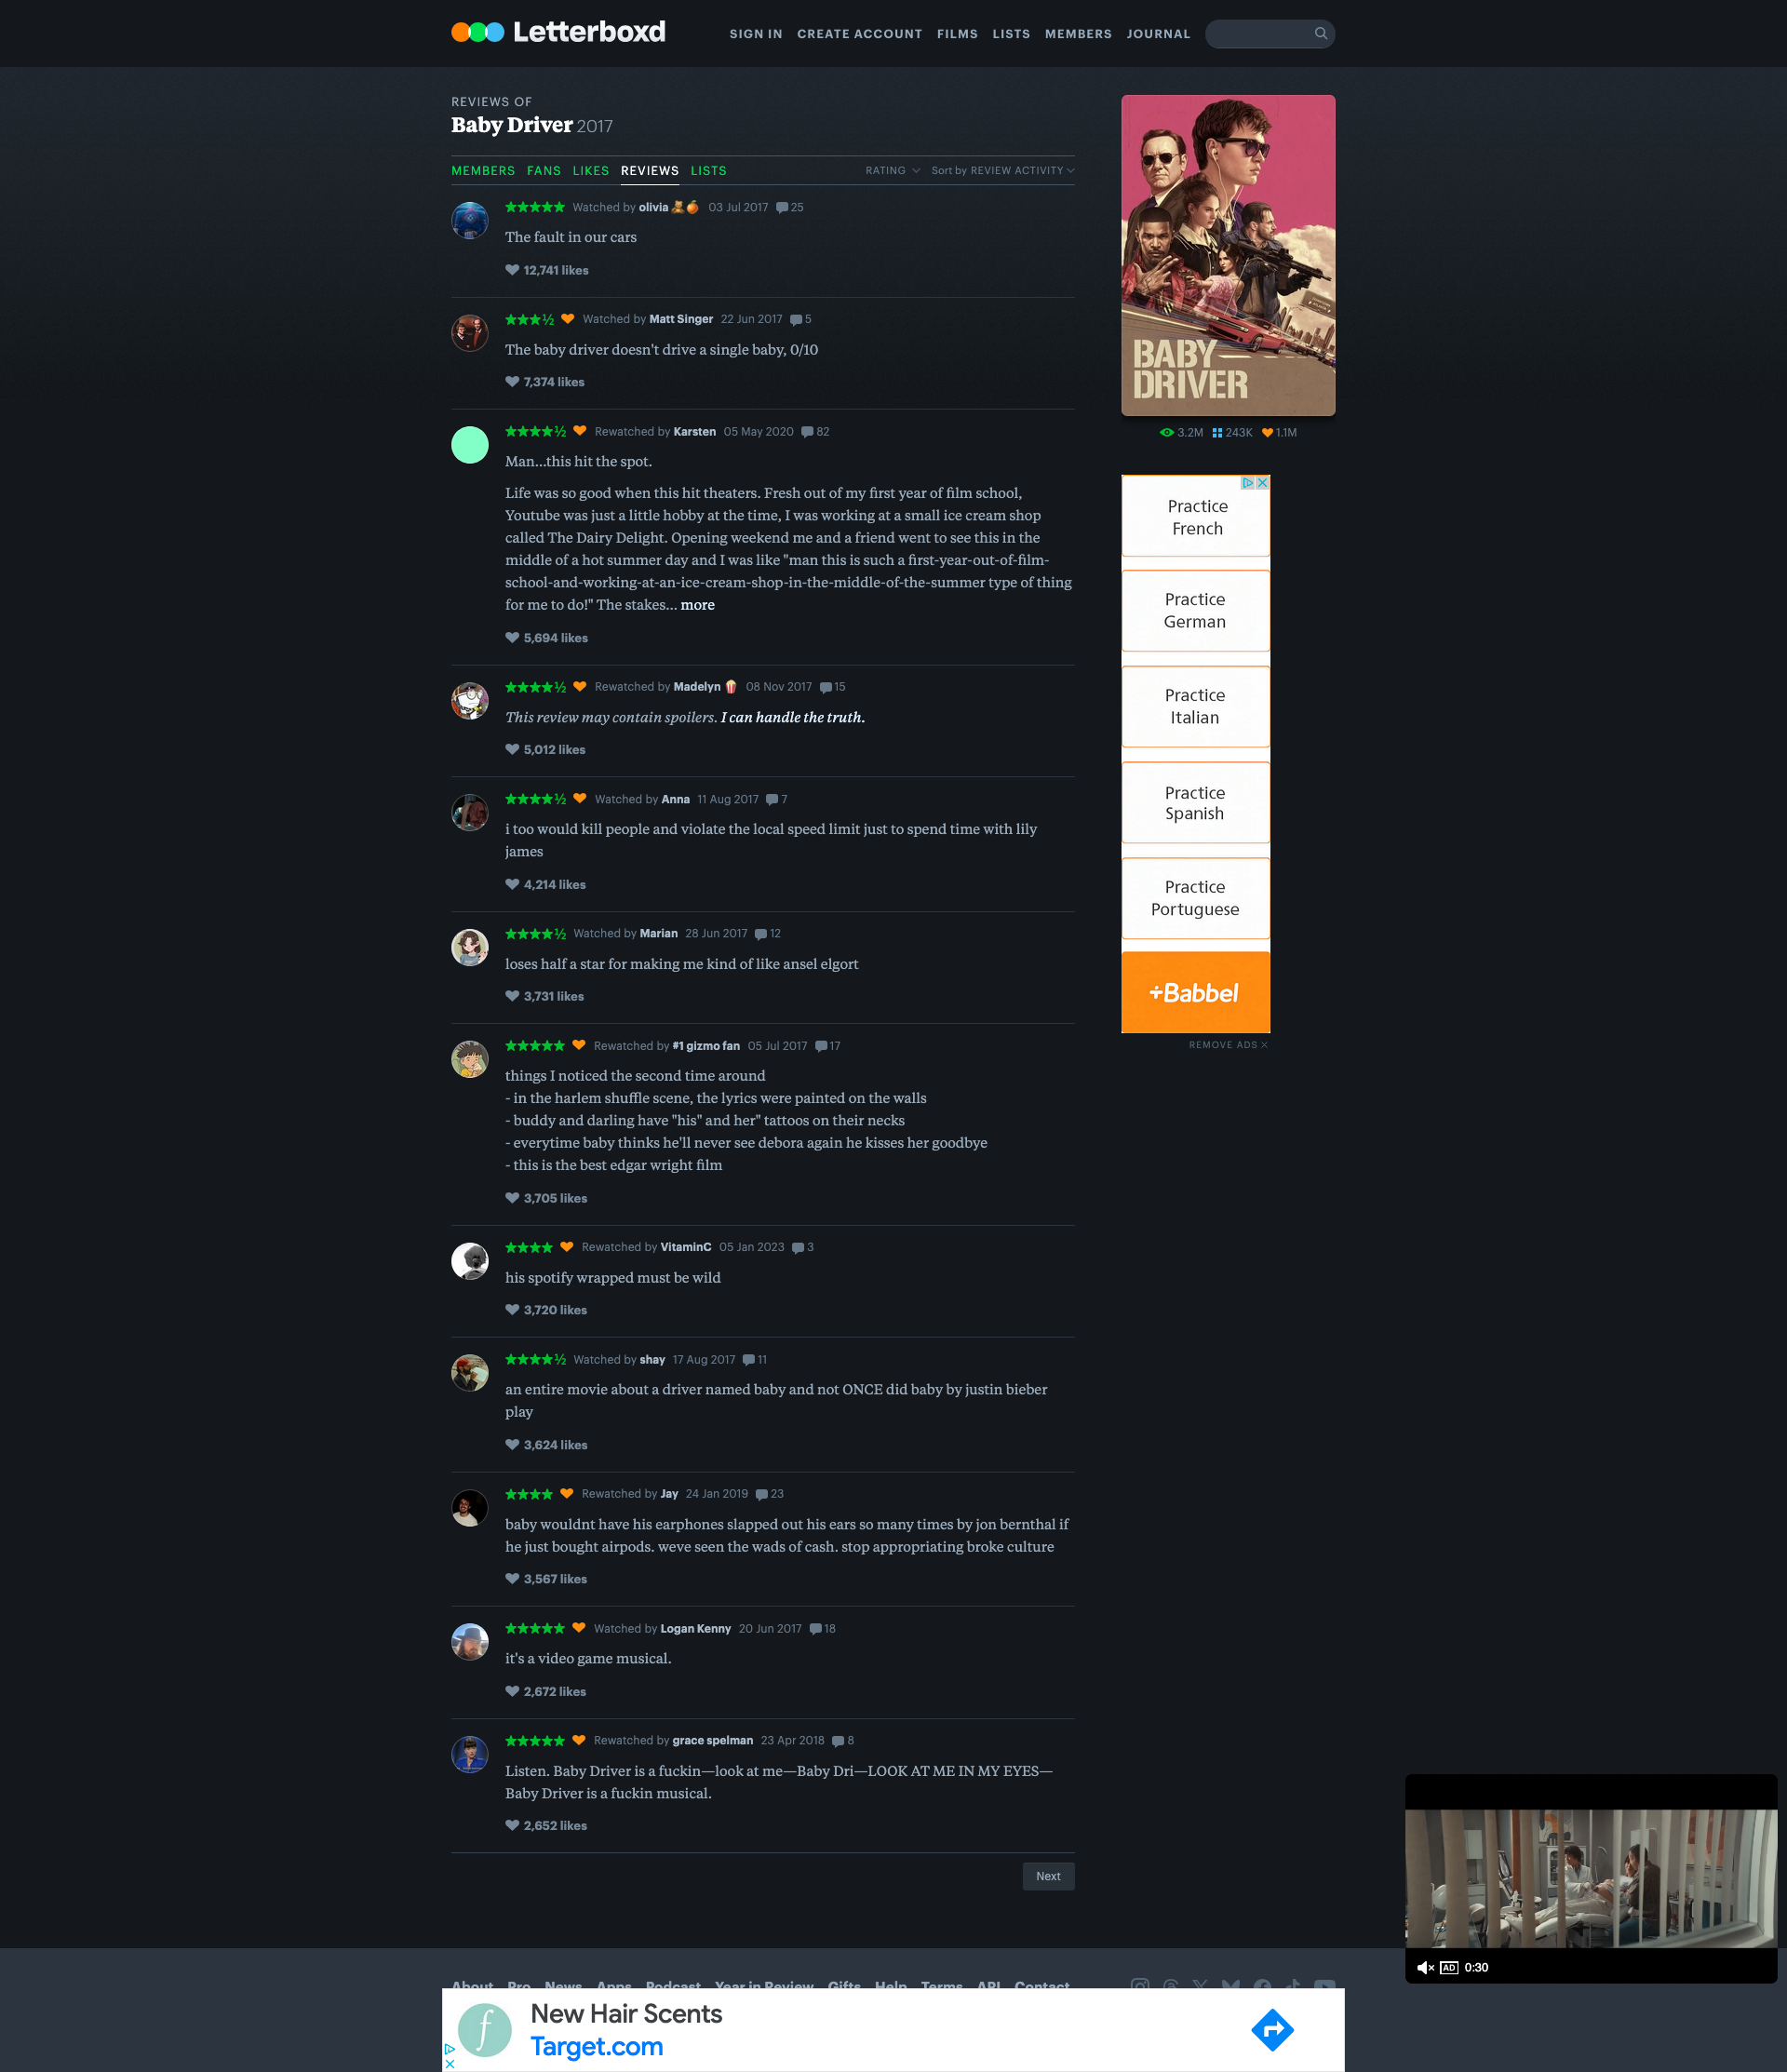 Letterboxd
SIGN IN CREATE ACCOUNT FILMS LISTS MEMBERS JOURNAL
REVIEWS OF
Baby Driver 2017
MEMBERS FANS LIKES REVIEWS LISTS RATING Sort by REVIEW ACTIVITY
★★★★★ Watched by olivia 🧸🍊 03 Jul 2017 25
The fault in our cars
12,741 likes
★★★½ Watched by Matt Singer 22 Jun 2017 5
The baby driver doesn't drive a single baby, 0/10
7,374 likes
★★★★½ Rewatched by Karsten 05 May 2020 82
Man...this hit the spot.
Life was so good when this hit theaters. Fresh out of my first year of film school,
Youtube was just a little hobby at the time, I was working at a small ice cream shop
called The Dairy Delight. Opening weekend me and a friend went to see this in the
middle of a hot summer day and I was like "man this is such a first-year-out-of-film-
school-and-working-at-an-ice-cream-shop-in-the-middle-of-the-summer type of thing
for me to do!" The stakes... more
5,694 likes
★★★★½ Rewatched by Madelyn 🍿 08 Nov 2017 15
This review may contain spoilers. I can handle the truth.
5,012 likes
★★★★½ Watched by Anna 11 Aug 2017 7
i too would kill people and violate the local speed limit just to spend time with lily
james
4,214 likes
★★★★½ Watched by Marian 28 Jun 2017 12
loses half a star for making me kind of like ansel elgort
3,731 likes
★★★★★ Rewatched by #1 gizmo fan 05 Jul 2017 17
things I noticed the second time around
- in the harlem shuffle scene, the lyrics were painted on the walls
- buddy and darling have "his" and her" tattoos on their necks
- everytime baby thinks he'll never see debora again he kisses her goodbye
- this is the best edgar wright film
3,705 likes
★★★★ Rewatched by VitaminC 05 Jan 2023 3
his spotify wrapped must be wild
3,720 likes
★★★★½ Watched by shay 17 Aug 2017 11
an entire movie about a driver named baby and not ONCE did baby by justin bieber
play
3,624 likes
★★★★ Rewatched by Jay 24 Jan 2019 23
baby wouldnt have his earphones slapped out his ears so many times by jon bernthal if
he just bought airpods. weve seen the wads of cash. stop appropriating broke culture
3,567 likes
★★★★★ Watched by Logan Kenny 20 Jun 2017 18
it's a video game musical.
2,672 likes
★★★★★ Rewatched by grace spelman 23 Apr 2018 8
Listen. Baby Driver is a fuckin—look at me—Baby Dri—LOOK AT ME IN MY EYES—
Baby Driver is a fuckin musical.
2,652 likes
Next
BABY
DRIVER
3.2M 243K 1.1M
Practice
French
Practice
German
Practice
Italian
Practice
Spanish
Practice
Portuguese
+Babbel
REMOVE ADS
AD 0:30
About Pro News Apps Podcast Year in Review Gifts Help Terms API Contact
New Hair Scents
Target.com